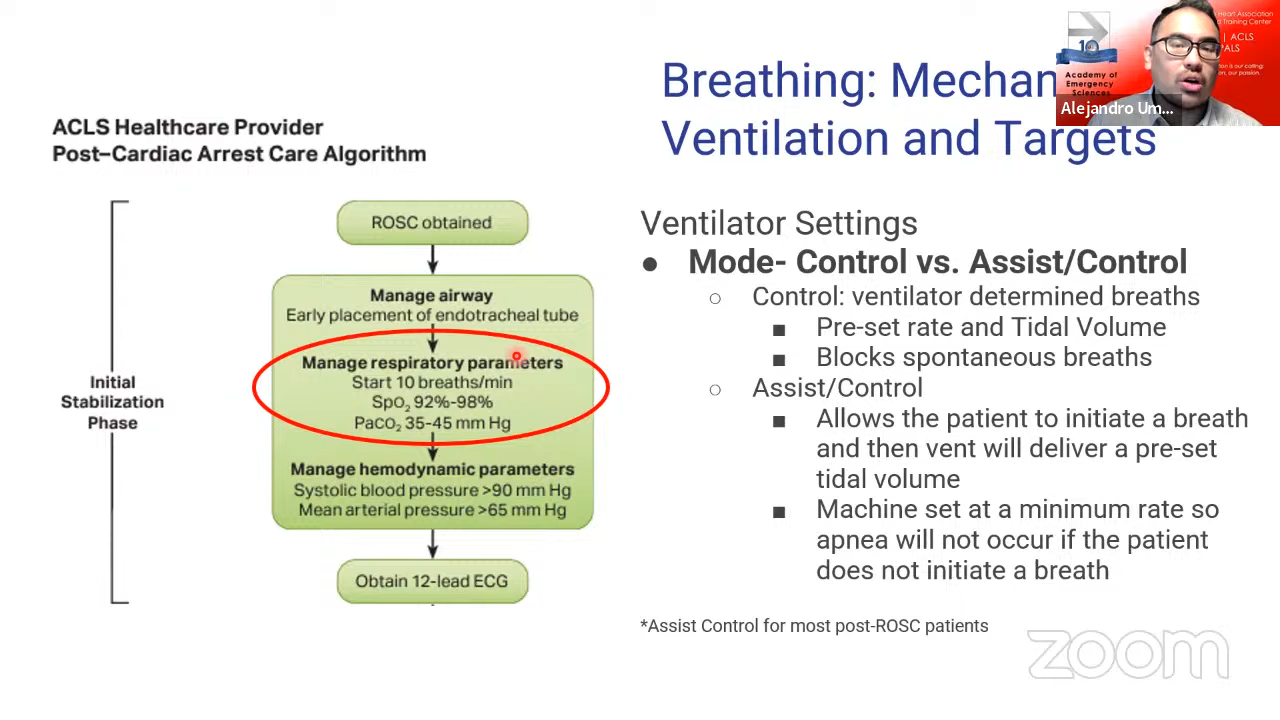 Breathing: Mechan
Ventilation and Targets
Heart Association
Training Center
| ACLS
PALS
10
Academy of
Emergency
Sciences
Alejandro Um...
ACLS Healthcare Provider
Post–Cardiac Arrest Care Algorithm
Initial
Stabilization
Phase
ROSC obtained
Manage airway
Early placement of endotracheal tube
Manage respiratory parameters
Start 10 breaths/min
SpO₂ 92%-98%
PaCO₂ 35-45 mm Hg
Manage hemodynamic parameters
Systolic blood pressure >90 mm Hg
Mean arterial pressure >65 mm Hg
Obtain 12-lead ECG
Ventilator Settings
● Mode- Control vs. Assist/Control
○ Control: ventilator determined breaths
■ Pre-set rate and Tidal Volume
■ Blocks spontaneous breaths
○ Assist/Control
■ Allows the patient to initiate a breath
and then vent will deliver a pre-set
tidal volume
■ Machine set at a minimum rate so
apnea will not occur if the patient
does not initiate a breath
*Assist Control for most post-ROSC patients
zoom